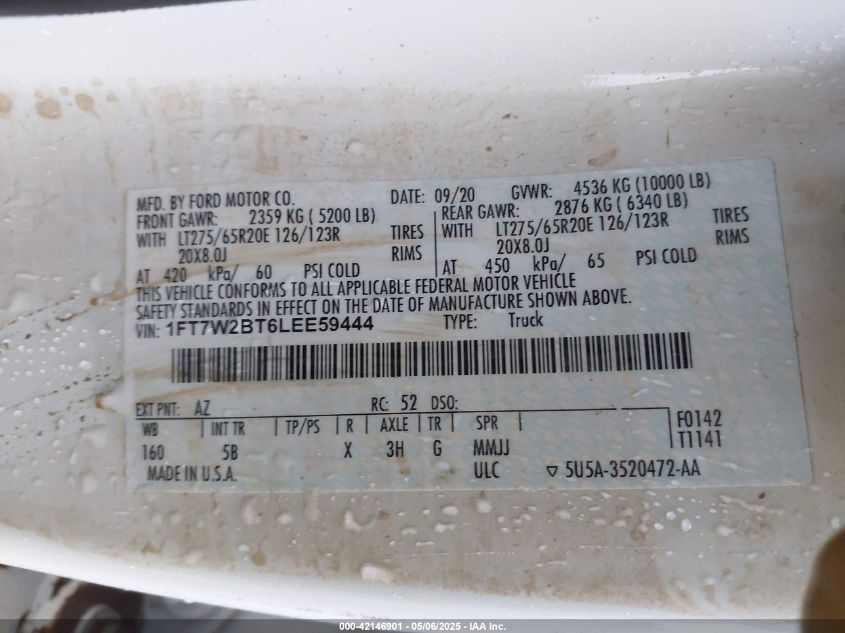 MFD. BY FORD MOTOR CO. DATE: 09/20 GVWR: 4536 KG (10000 LB)
FRONT GAWR: 2359 KG ( 5200 LB) REAR GAWR: 2876 KG ( 6340 LB)
WITH LT275/65R20E 126/123R TIRES WITH LT275/65R20E 126/123R TIRES
20X8.0J RIMS 20X8.0J RIMS
AT 420 kPa/ 60 PSI COLD AT 450 kPa/ 65 PSI COLD
THIS VEHICLE CONFORMS TO ALL APPLICABLE FEDERAL MOTOR VEHICLE
SAFETY STANDARDS IN EFFECT ON THE DATE OF MANUFACTURE SHOWN ABOVE.
VIN: 1FT7W2BT6LEE59444 TYPE: Truck
EXT PNT: AZ RC: 52 DSO:
WB INT TR TP/PS R AXLE TR SPR F0142
160 5B X 3H G MMJJ T1141
MADE IN U.S.A. ULC ▽ 5U5A-3520472-AA
000-42146901 - 05/06/2025 - IAA Inc.